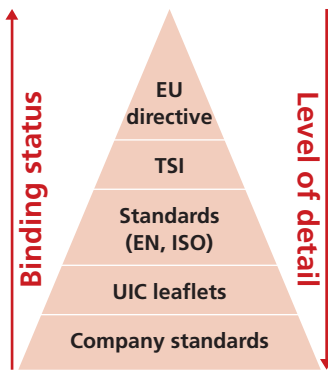 Binding status
EU
directive
TSI
Standards
(EN, ISO)
UIC leaflets
Company standards
Level of detail